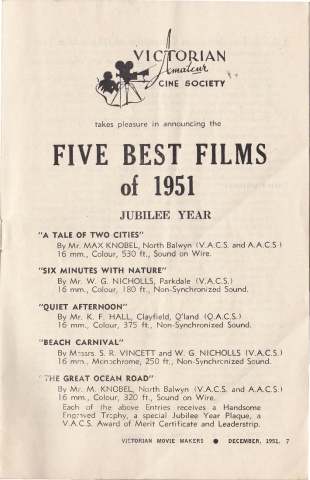 VICTORIAN
Amateur
CINE SOCIETY
takes pleasure in announcing the
FIVE BEST FILMS
of 1951
JUBILEE YEAR
"A TALE OF TWO CITIES"
By Mr. MAX KNOBEL, North Balwyn (V.A.C.S. and A.A.C.S.)
16 mm., Colour, 530 ft., Sound on Wire.
"SIX MINUTES WITH NATURE"
By Mr. W. G. NICHOLLS, Parkdale (V.A.C.S.)
16 mm., Colour, 180 ft., Non-Synchronized Sound.
"QUIET AFTERNOON"
By Mr. K. F. HALL, Clayfield, Q'land (Q.A.C.S.)
16 mm., Colour, 375 ft., Non-Synchronized Sound.
"BEACH CARNIVAL"
By Messrs. S. R. VINCETT and W. G. NICHOLLS (V.A.C.S.)
16 mm., Monochrome, 250 ft., Non-Synchronized Sound.
"THE GREAT OCEAN ROAD"
By Mr. M. KNOBEL, North Balwyn (V.A.C.S. and A.A.C.S.)
16 mm., Colour, 320 ft., Sound on Wire.
Each of the above Entries receives a Handsome
Engraved Trophy, a special Jubilee Year Plaque, a
V.A.C.S. Award of Merit Certificate and Leaderstrip.
VICTORIAN MOVIE MAKERS ● DECEMBER, 1951. 7